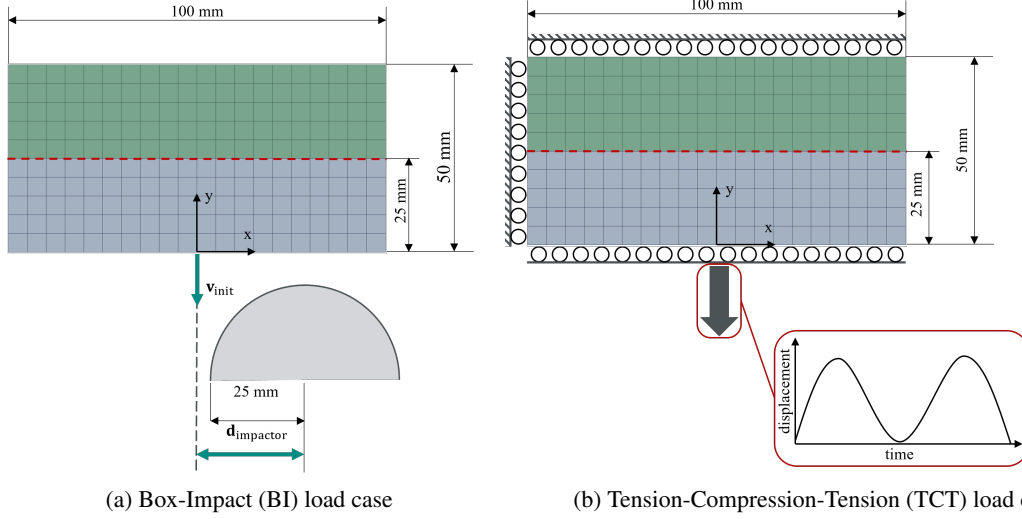 100 mm
50 mm
25 mm
y
x
v_init
25 mm
d_impactor
(a) Box-Impact (BI) load case
100 mm
50 mm
25 mm
y
x
displacement
time
(b) Tension-Compression-Tension (TCT) load